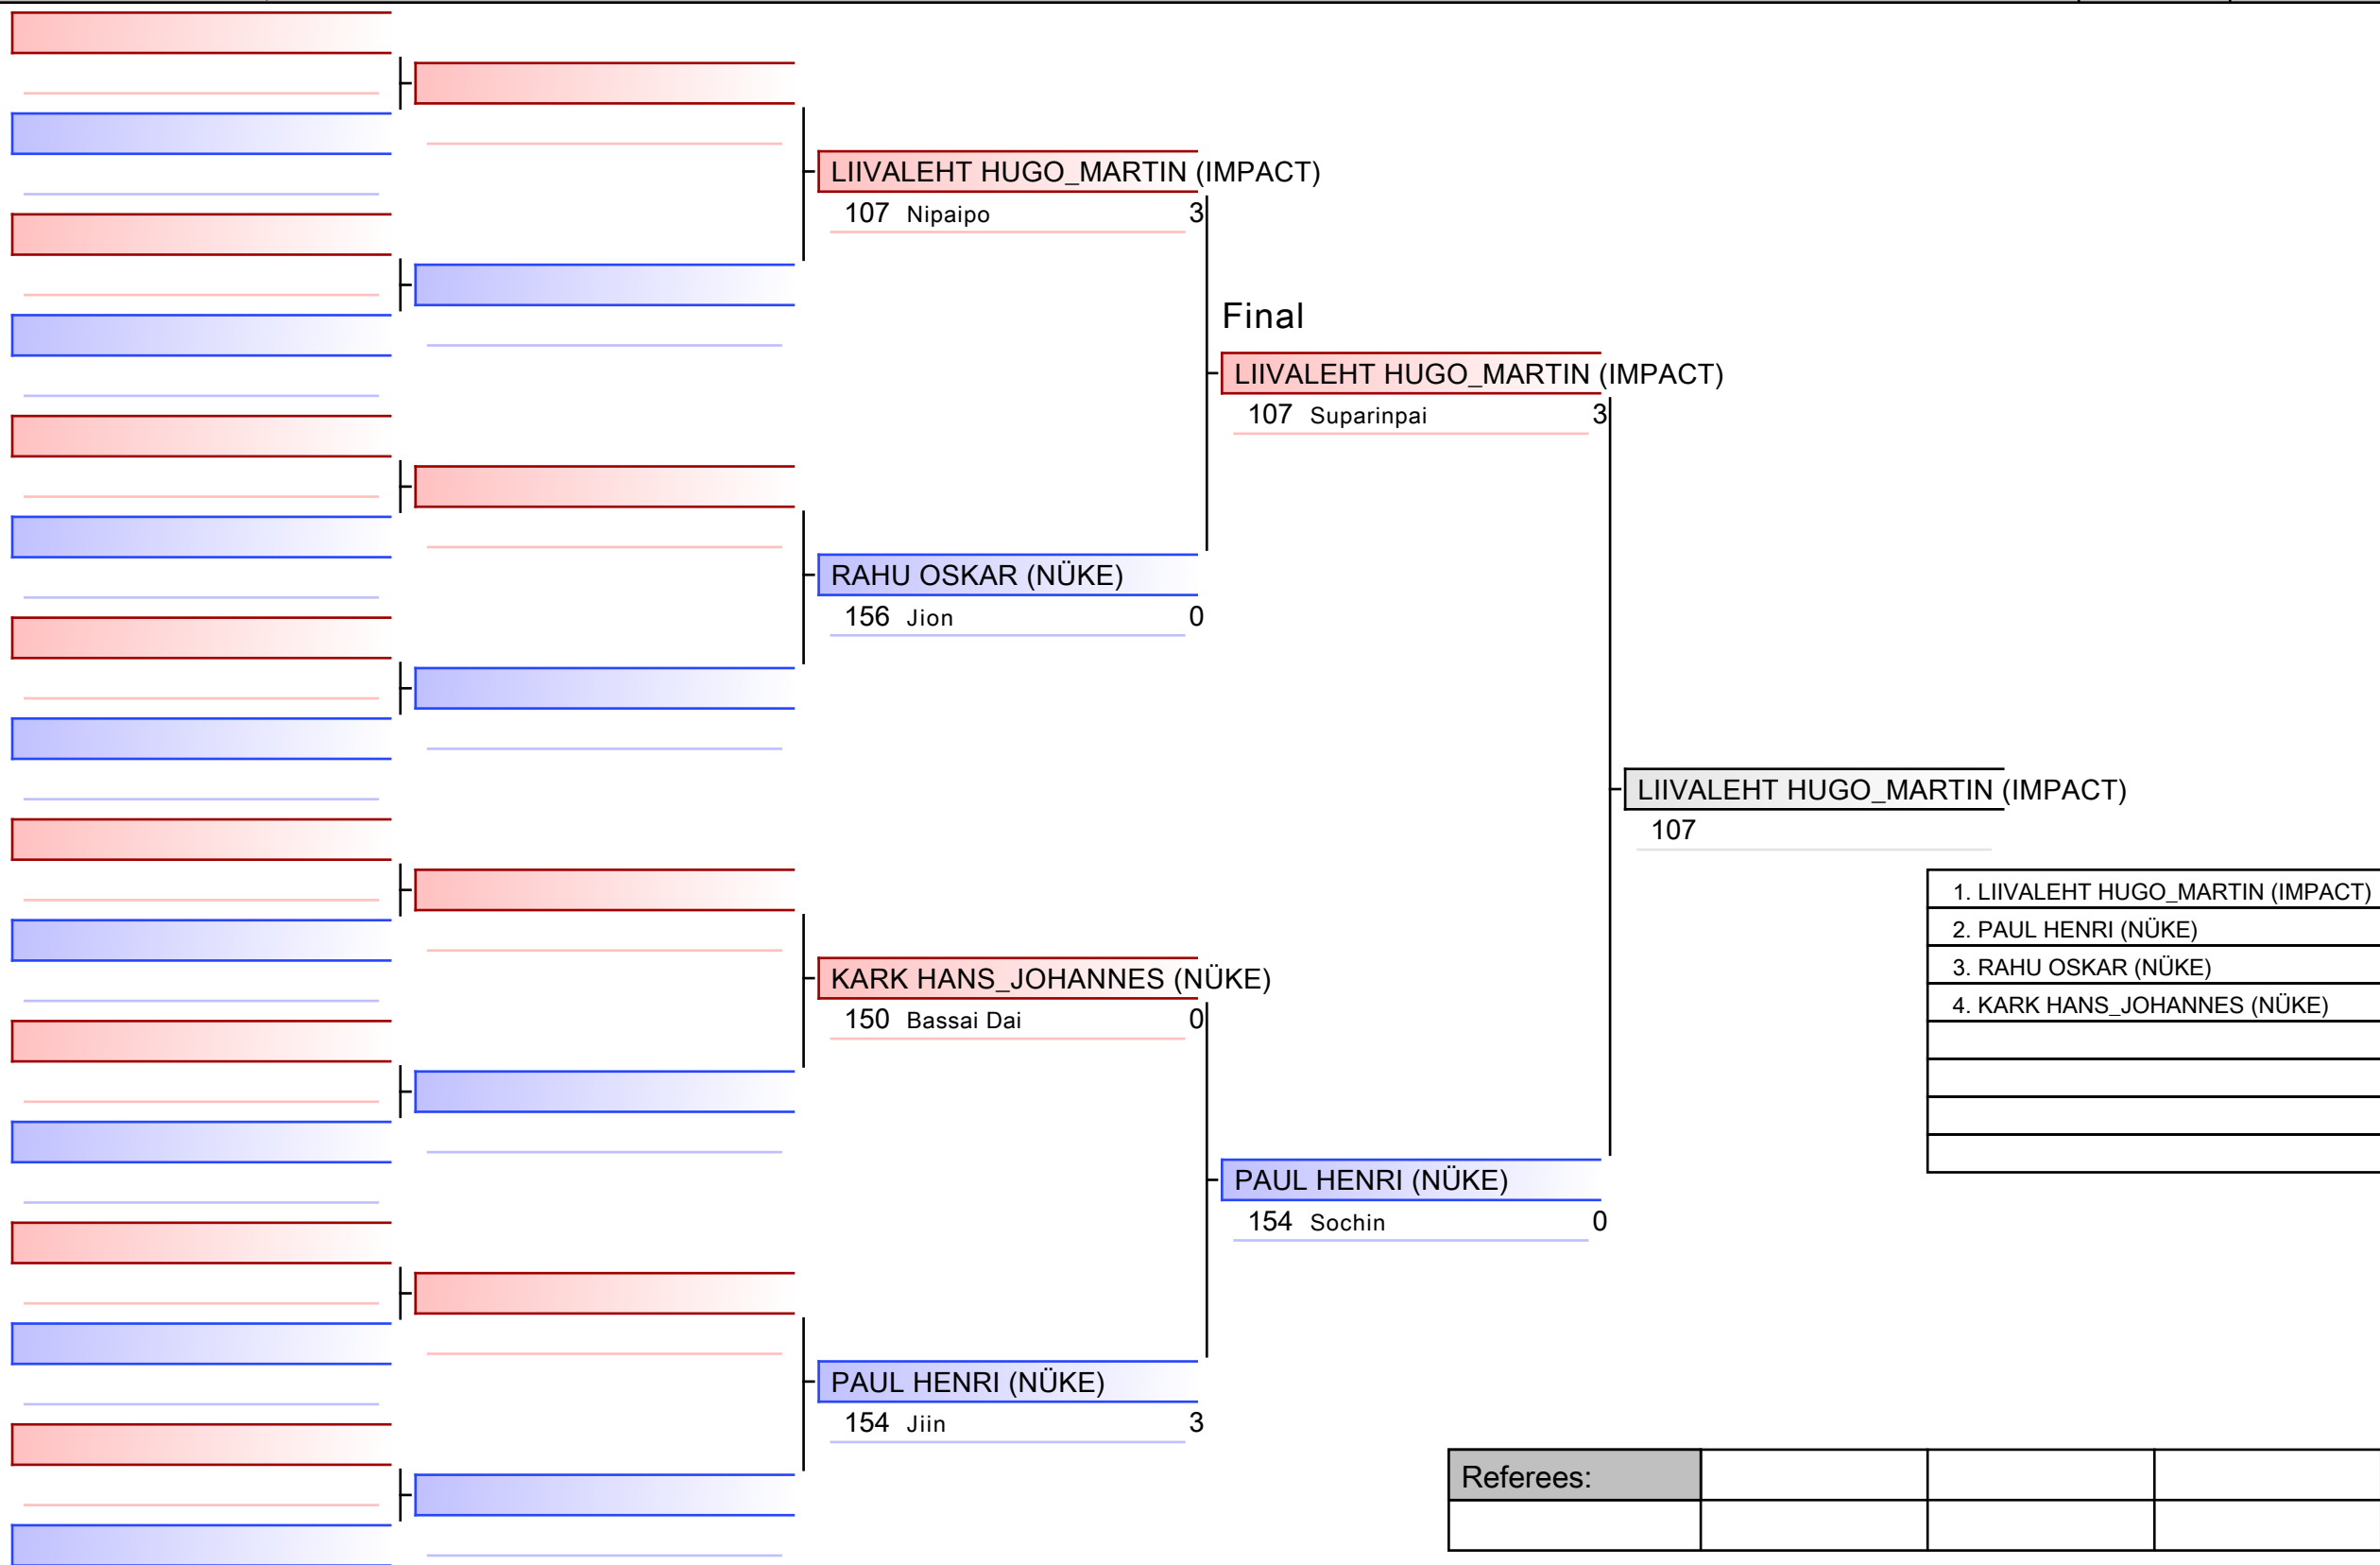 LIIVALEHT HUGO_MARTIN (IMPACT)
107 Nipaipo 3
Final
LIIVALEHT HUGO_MARTIN (IMPACT)
107 Suparinpai 3
RAHU OSKAR (NÜKE)
156 Jion 0
LIIVALEHT HUGO_MARTIN (IMPACT)
107
1. LIIVALEHT HUGO_MARTIN (IMPACT)
2. PAUL HENRI (NÜKE)
3. RAHU OSKAR (NÜKE)
4. KARK HANS_JOHANNES (NÜKE)
KARK HANS_JOHANNES (NÜKE)
150 Bassai Dai 0
PAUL HENRI (NÜKE)
154 Sochin 0
PAUL HENRI (NÜKE)
154 Jiin 3
Referees: